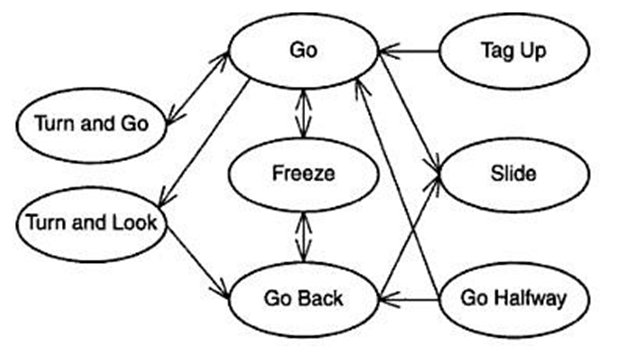 Go
Tag Up
Turn and Go
Freeze
Slide
Turn and Look
Go Back
Go Halfway